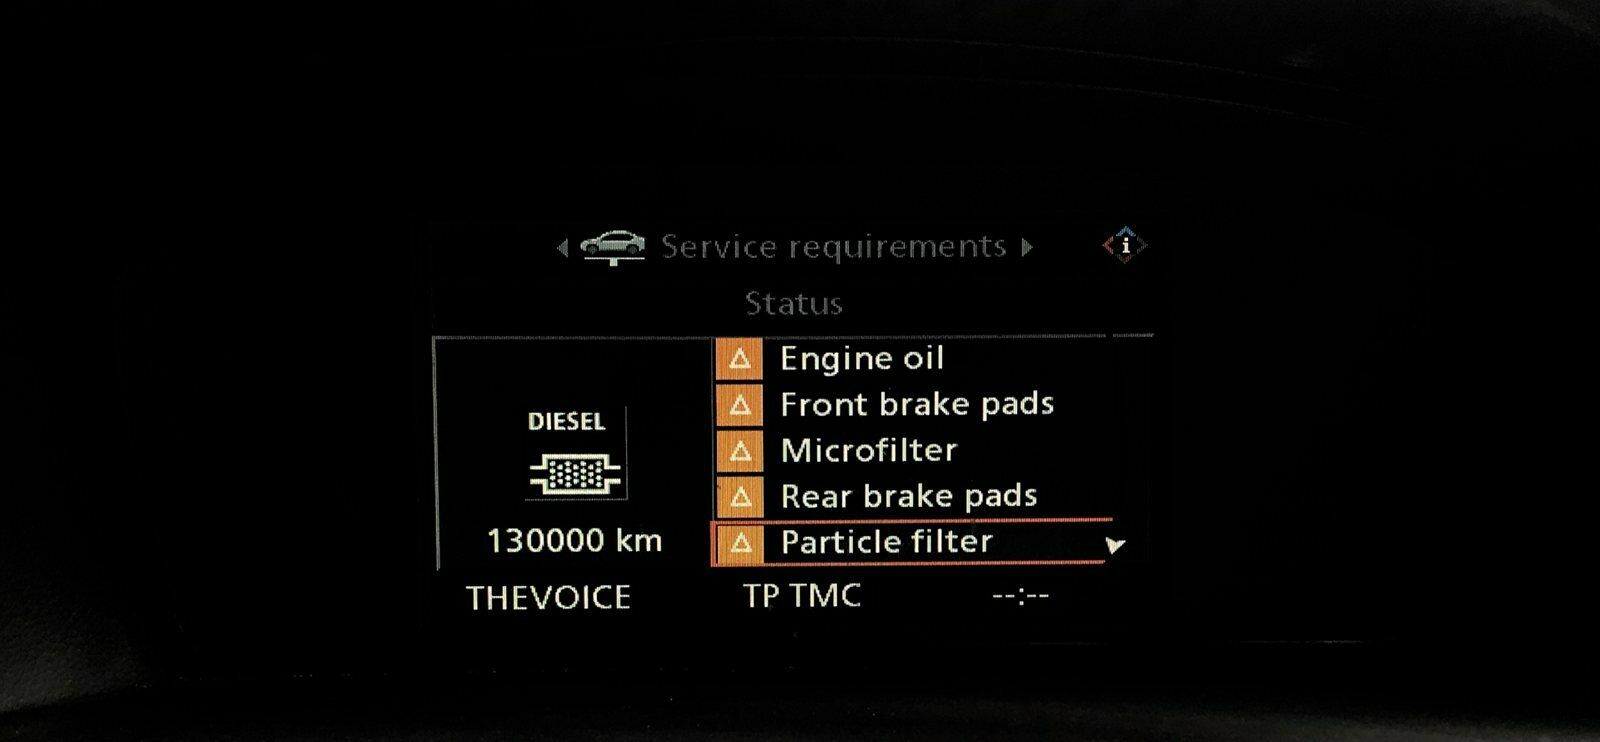 Service requirements
i
Status
Engine oil
Front brake pads
Microfilter
Rear brake pads
Particle filter
DIESEL
130000 km
THEVOICE TP TMC --:--